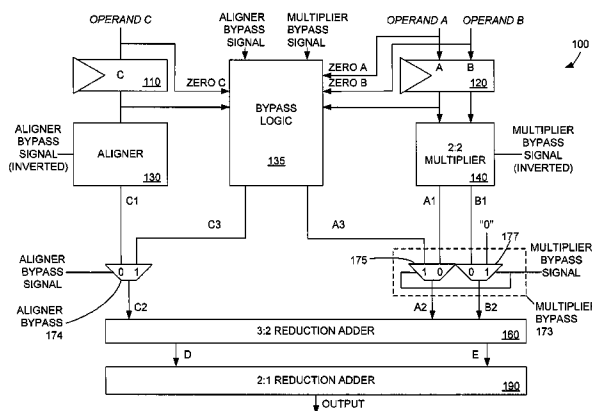 OPERAND C
ALIGNER BYPASS SIGNAL
MULTIPLIER BYPASS SIGNAL
OPERAND A
OPERAND B
100
C
110
ZERO C
ZERO A
ZERO B
A
B
120
BYPASS LOGIC
135
ALIGNER BYPASS SIGNAL (INVERTED)
ALIGNER
130
2:2 MULTIPLIER
140
MULTIPLIER BYPASS SIGNAL (INVERTED)
C1
C3
A3
A1
B1
"0"
177
175
ALIGNER BYPASS SIGNAL
0 1
1 0
0 1
MULTIPLIER BYPASS SIGNAL
ALIGNER BYPASS 174
C2
A2
B2
MULTIPLIER BYPASS 173
3:2 REDUCTION ADDER
160
D
E
2:1 REDUCTION ADDER
190
OUTPUT